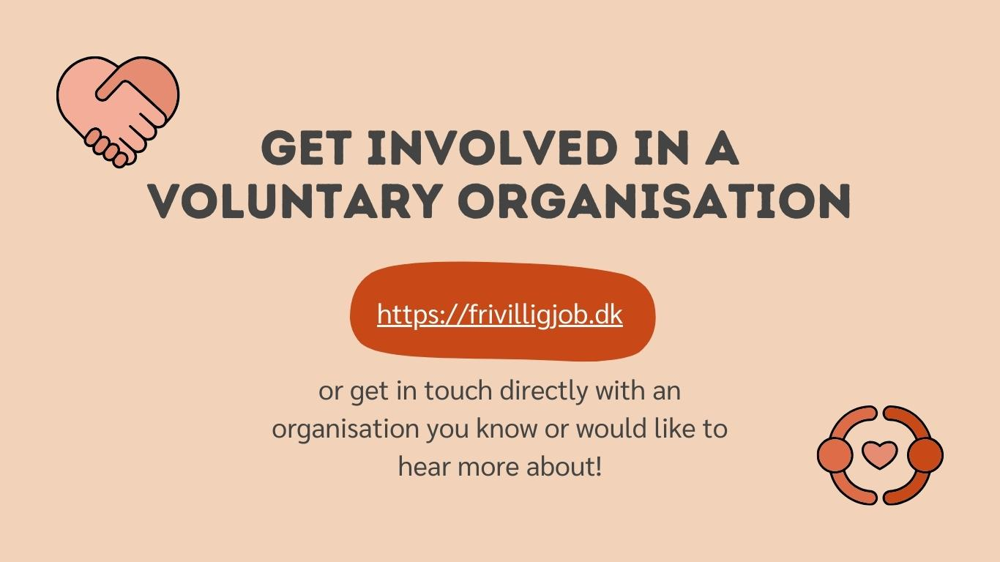 GET INVOLVED IN A
VOLUNTARY ORGANISATION
https://frivilligjob.dk
or get in touch directly with an
organisation you know or would like to
hear more about!